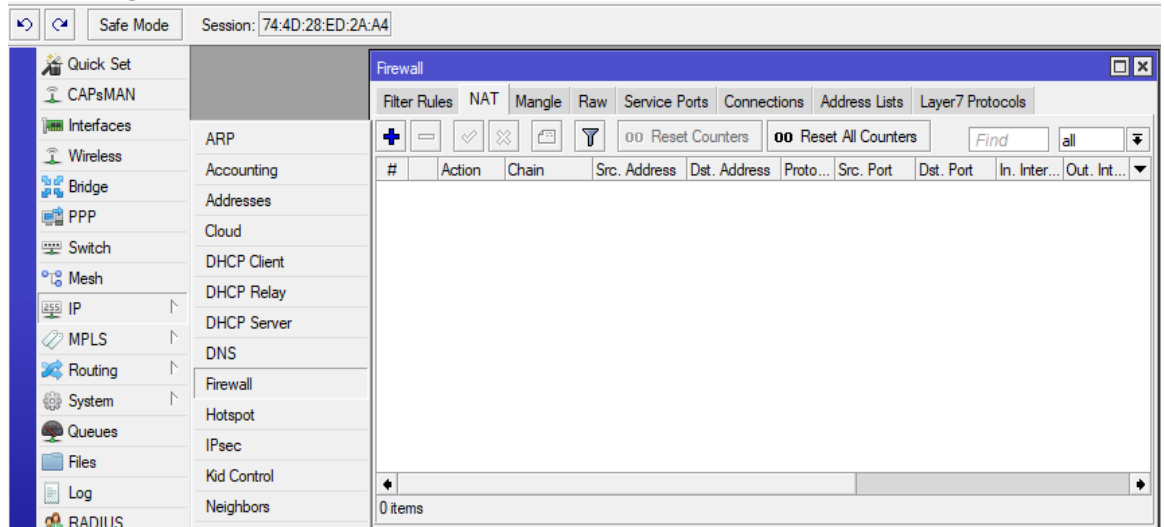 Safe Mode Session: 74:4D:28:ED:2A:A4
Quick Set
CAPsMAN
Interfaces
Wireless
Bridge
PPP
Switch
Mesh
255 IP
MPLS
Routing
System
Queues
Files
Log
RADIUS
ARP
Accounting
Addresses
Cloud
DHCP Client
DHCP Relay
DHCP Server
DNS
Firewall
Hotspot
IPsec
Kid Control
Neighbors
Firewall
Filter Rules NAT Mangle Raw Service Ports Connections Address Lists Layer7 Protocols
00 Reset Counters 00 Reset All Counters Find all
# Action Chain Src. Address Dst. Address Proto... Src. Port Dst. Port In. Inter... Out. Int...
0 items